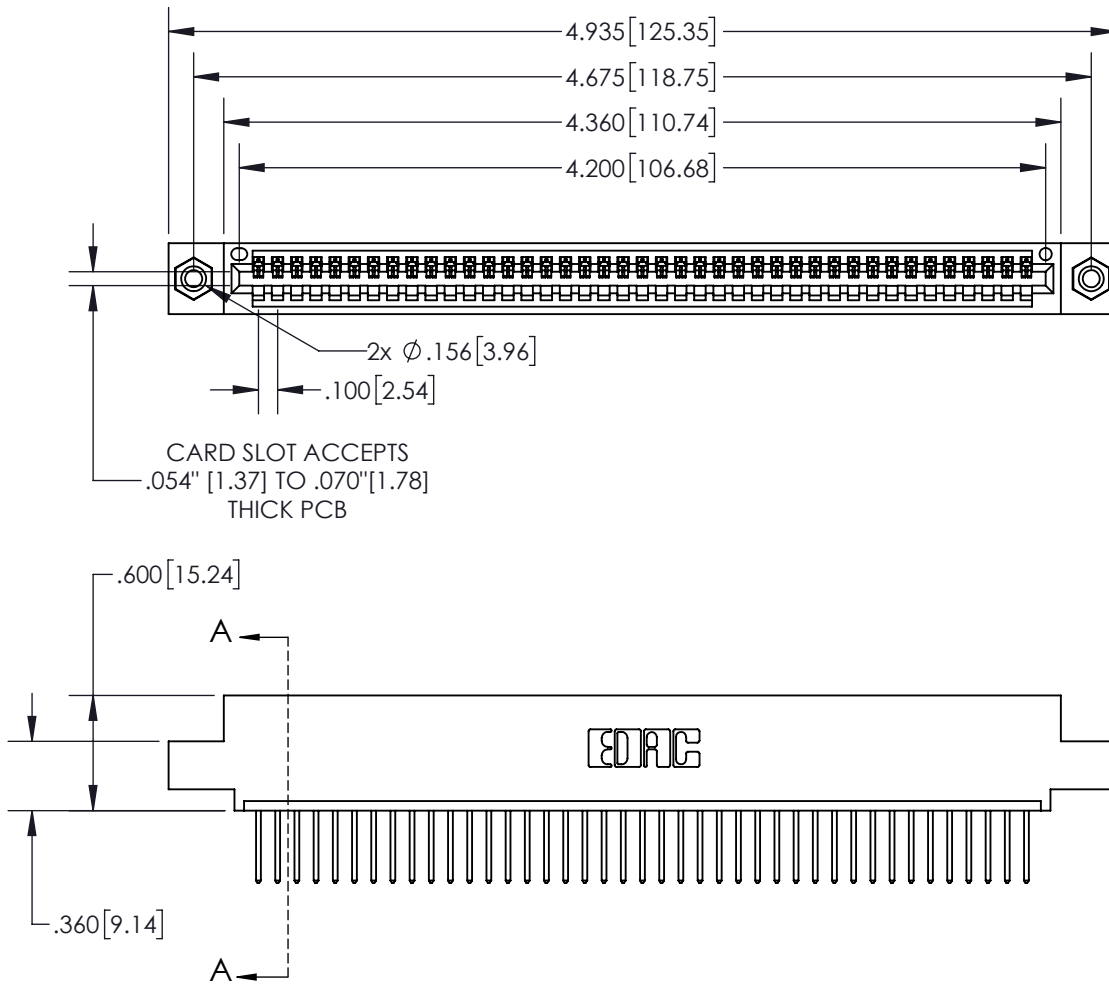 4.935[125.35]
4.675[118.75]
4.360[110.74]
4.200[106.68]
2x Ø.156[3.96]
.100[2.54]
CARD SLOT ACCEPTS
.054" [1.37] TO .070"[1.78]
THICK PCB
.600[15.24]
A
EDAC
.360[9.14]
A